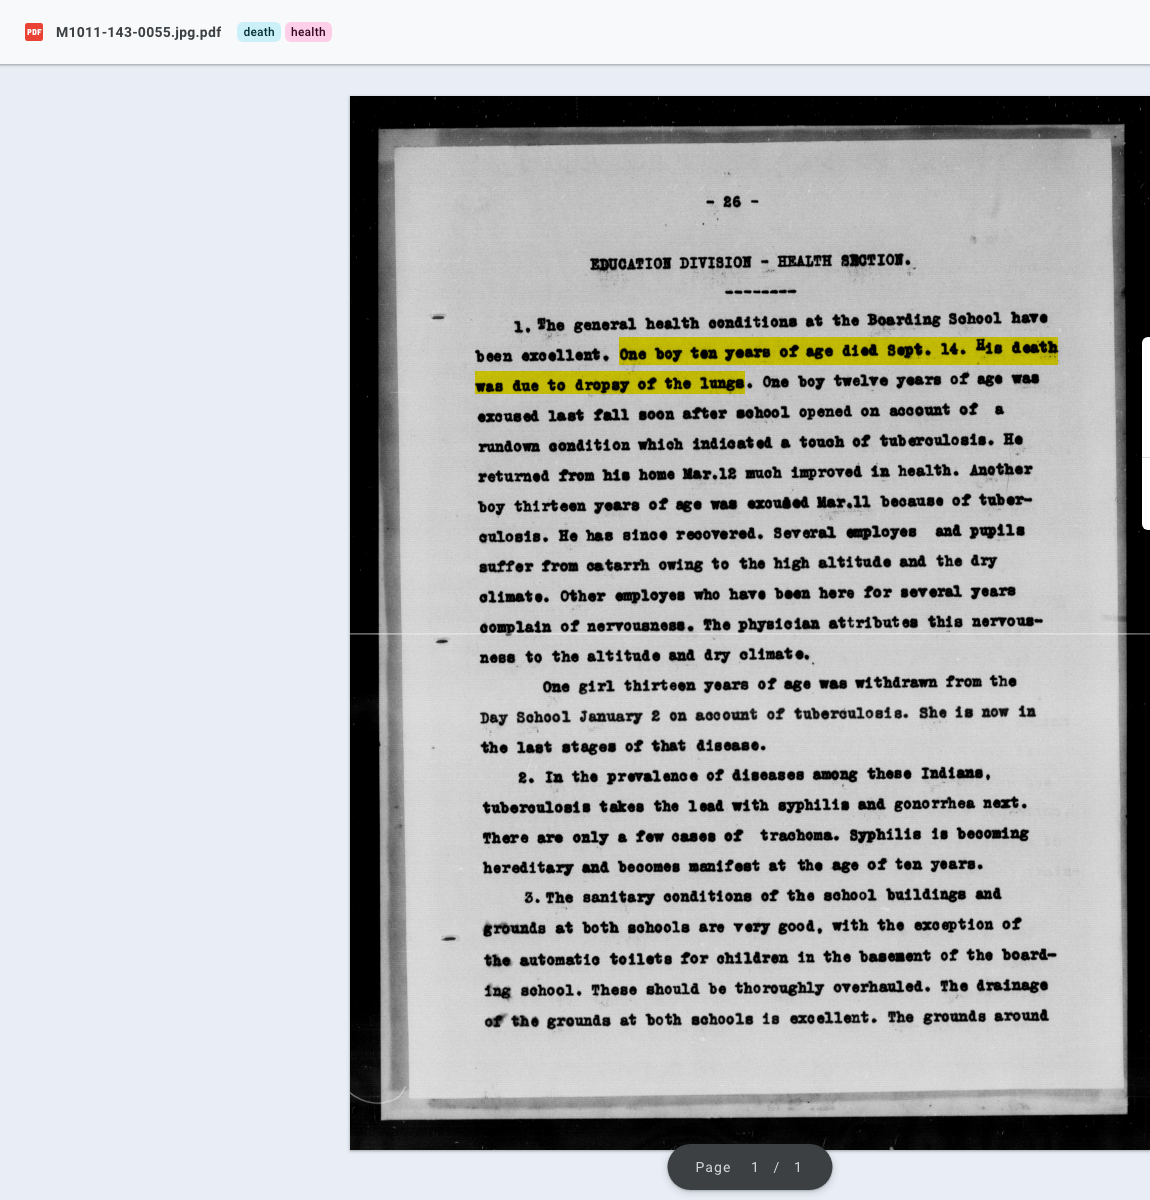 PDF M1011-143-0055.jpg.pdf death health
- 26 -
EDUCATION DIVISION - HEALTH SECTION.
--------
1. The general health conditions at the Boarding School have
been excellent. One boy ten years of age died Sept. 14. His death
was due to dropsy of the lungs. One boy twelve years of age was
excused last fall soon after school opened on account of a
rundown condition which indicated a touch of tuberculosis. He
returned from his home Mar.12 much improved in health. Another
boy thirteen years of age was excuded Mar.11 because of tuber-
culosis. He has since recovered. Several employes and pupils
suffer from catarrh owing to the high altitude and the dry
climate. Other employes who have been here for several years
complain of nervousness. The physician attributes this nervous-
ness to the altitude and dry climate.
One girl thirteen years of age was withdrawn from the
Day School January 2 on account of tuberculosis. She is now in
the last stages of that disease.
2. In the prevalence of diseases among these Indians,
tuberculosis takes the lead with syphilis and gonorrhea next.
There are only a few cases of trachoma. Syphilis is becoming
hereditary and becomes manifest at the age of ten years.
3. The sanitary conditions of the school buildings and
grounds at both schools are very good, with the exception of
the automatic toilets for children in the basement of the board-
ing school. These should be thoroughly overhauled. The drainage
of the grounds at both schools is excellent. The grounds around
Page 1 / 1